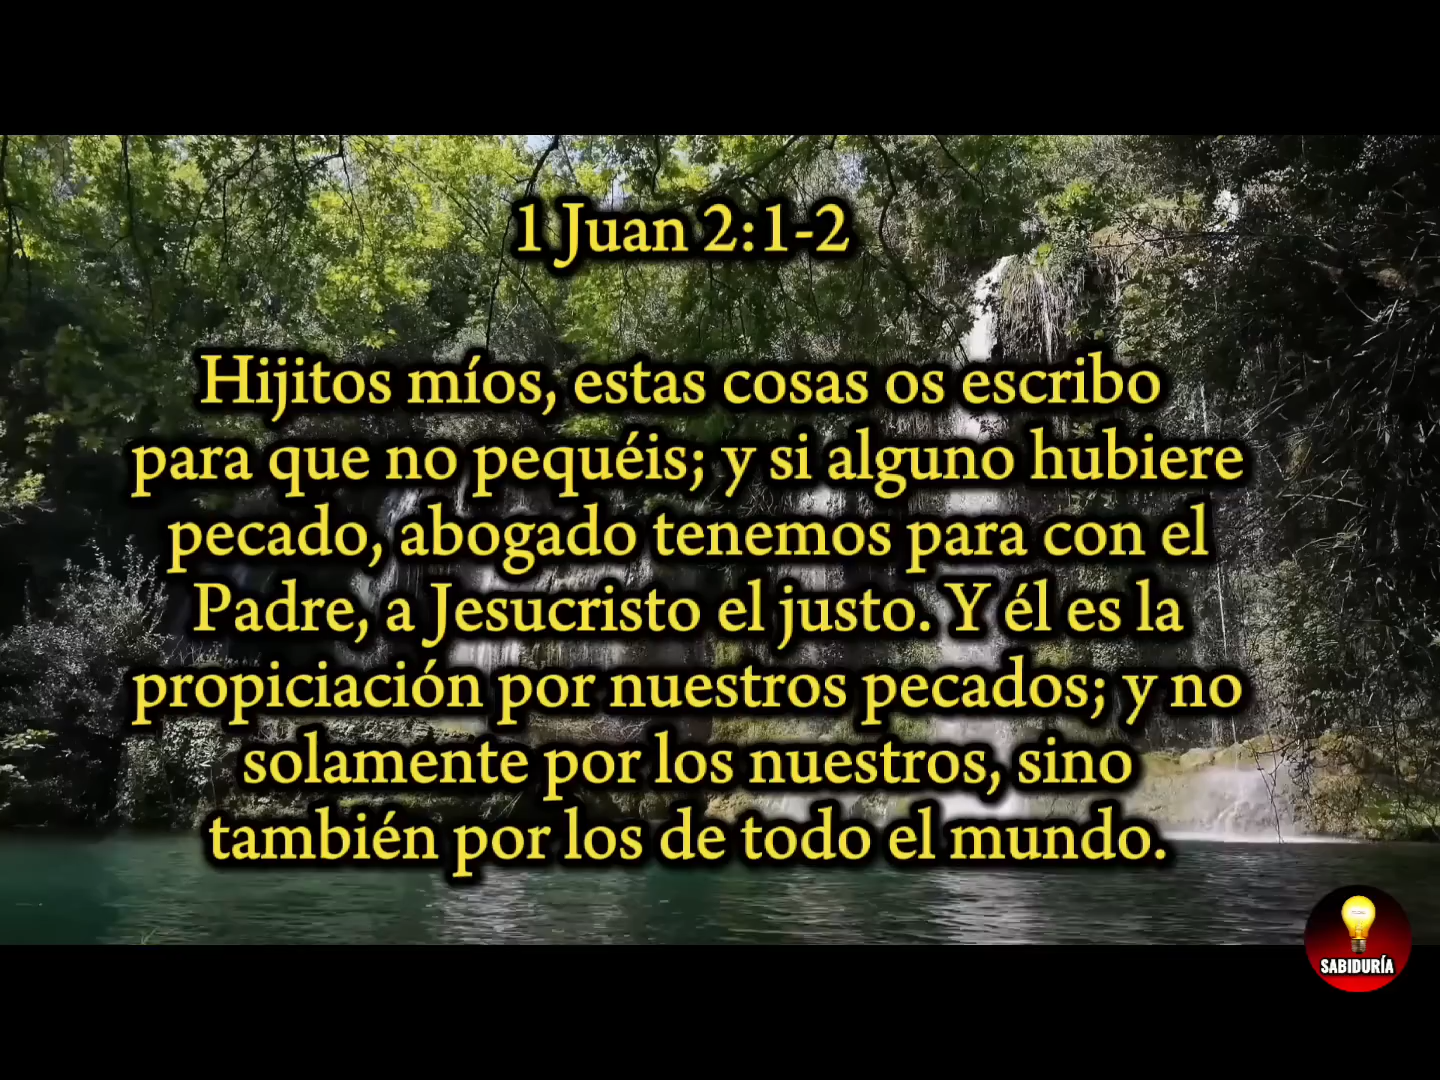 1 Juan 2:1-2
Hijitos míos, estas cosas os escribo
para que no pequéis; y si alguno hubiere
pecado, abogado tenemos para con el
Padre, a Jesucristo el justo. Y él es la
propiciación por nuestros pecados; y no
solamente por los nuestros, sino
también por los de todo el mundo.
SABIDURÍA